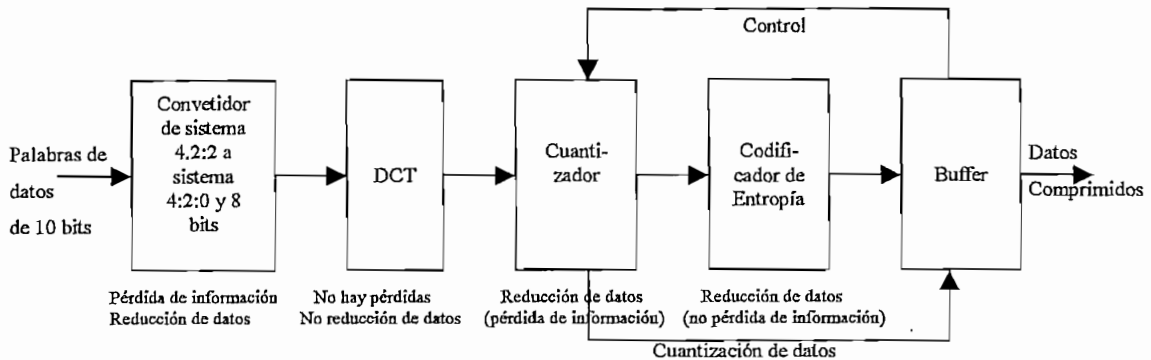 Control
Palabras de
datos
de 10 bits
Convetidor
de sistema
4.2:2 a
sistema
4:2:0 y 8
bits
DCT
Cuanti-
zador
Codifi-
cador de
Entropía
Buffer
Datos
Comprimidos
Pérdida de información
Reducción de datos
No hay pérdidas
No reducción de datos
Reducción de datos
(pérdida de información)
Reducción de datos
(no pérdida de información)
Cuantización de datos